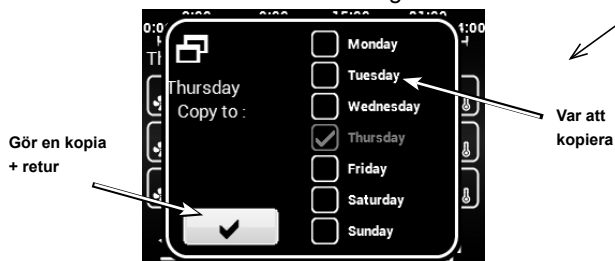 Monday
Tuesday
Thursday
Copy to :
Wednesday
Thursday
Friday
Saturday
Sunday
Var att
kopiera
Gör en kopia
+ retur